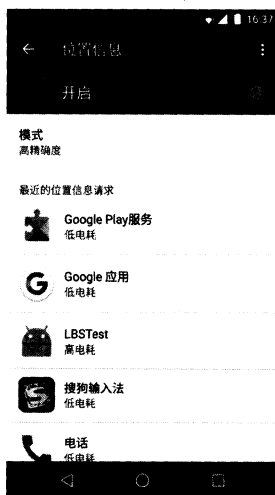 16:37
位置信息
开启
模式
高精确度
最近的位置信息请求
Google Play服务
低电耗
Google 应用
低电耗
LBSTest
高电耗
搜狗输入法
低电耗
电话
低电耗